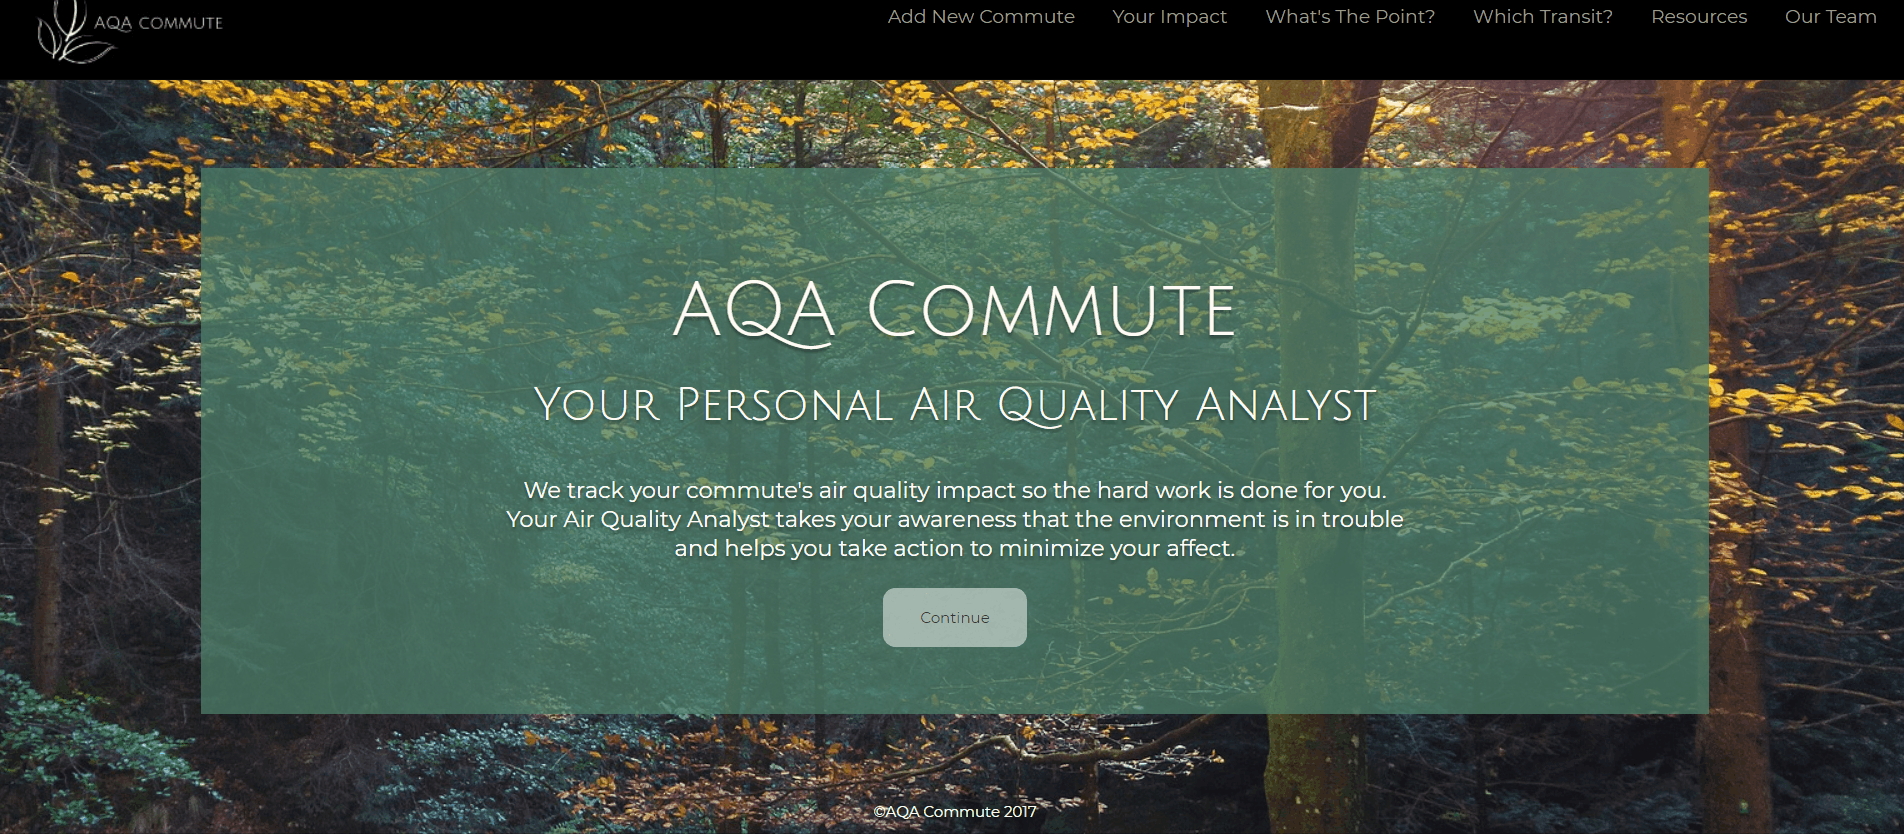 AQA COMMUTE
Add New Commute Your Impact What's The Point? Which Transit? Resources Our Team
AQA Commute
Your Personal Air Quality Analyst
We track your commute's air quality impact so the hard work is done for you.
Your Air Quality Analyst takes your awareness that the environment is in trouble
and helps you take action to minimize your affect.
Continue
©AQA Commute 2017